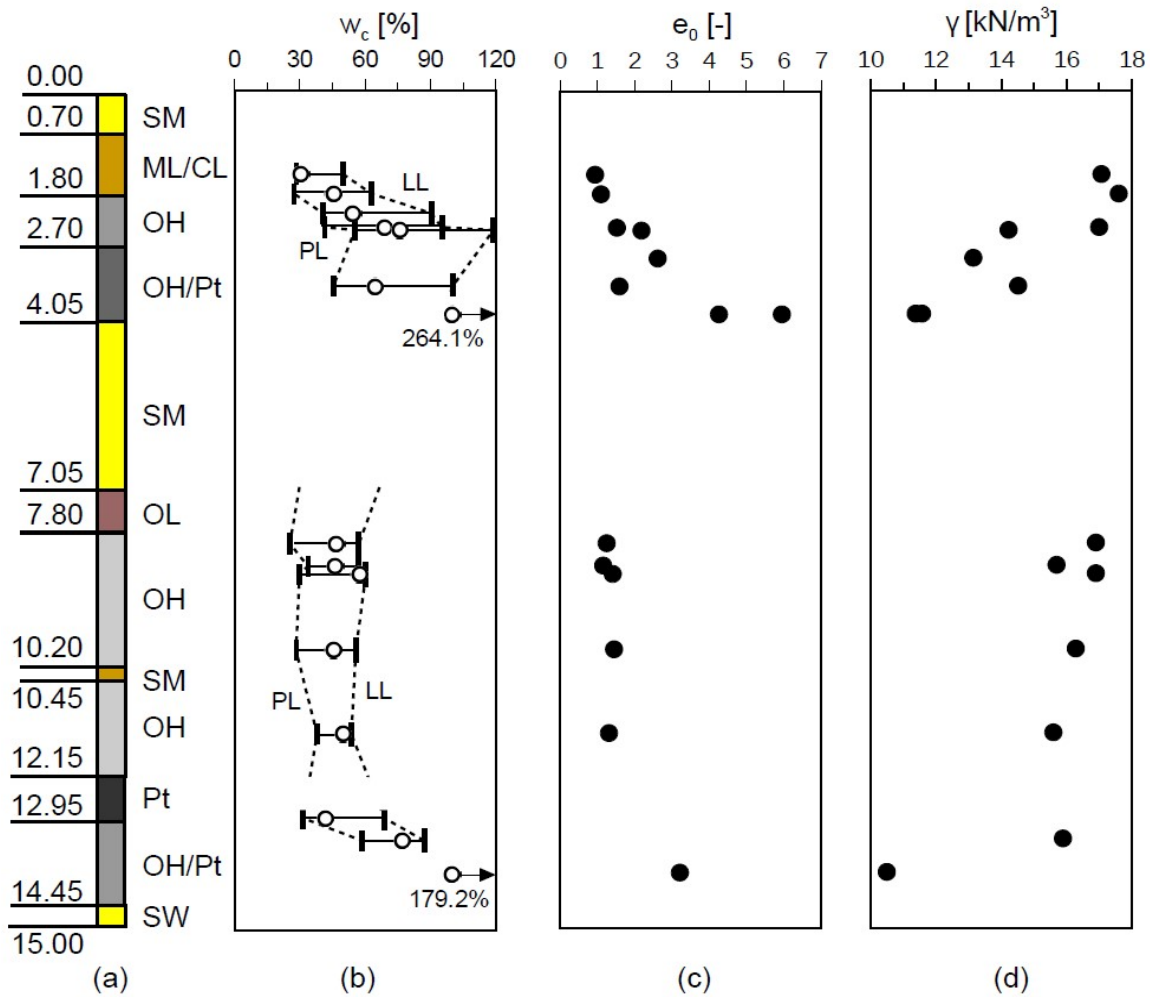 w_c [%]
e_0 [-]
γ [kN/m³]
0 30 60 90 120
0 1 2 3 4 5 6 7
10 12 14 16 18
0.00
0.70
SM
ML/CL
1.80
LL
OH
2.70
PL
OH/Pt
4.05
264.1%
SM
7.05
7.80
OL
OH
10.20
SM
10.45
PL
LL
OH
12.15
Pt
12.95
OH/Pt
14.45
179.2%
SW
15.00
(a)
(b)
(c)
(d)